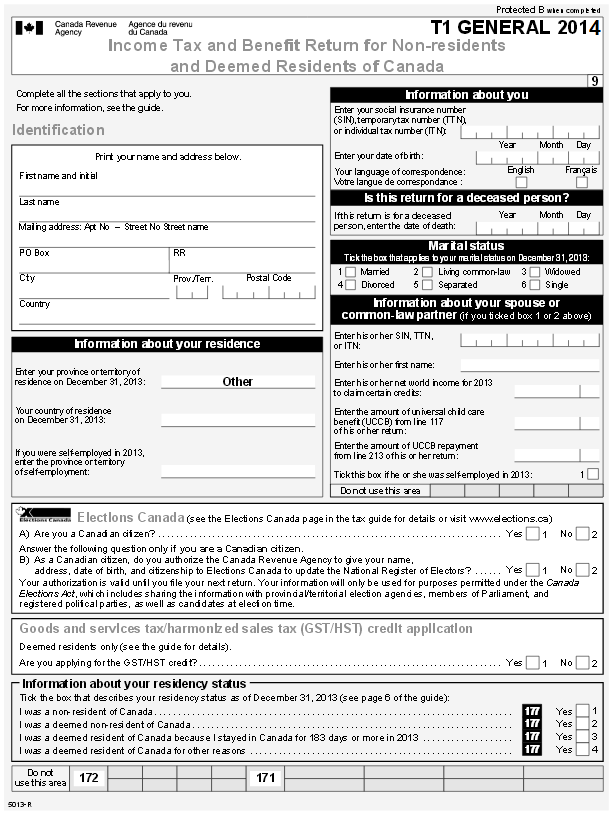 Protected B when completed
Canada Revenue Agency
Agence du revenu du Canada
T1 GENERAL 2014
Income Tax and Benefit Return for Non-residents
and Deemed Residents of Canada
9
Complete all the sections that apply to you.
For more information, see the guide.
Identification
Print your name and address below.
First name and initial
Last name
Mailing address: Apt No – Street No Street name
PO Box RR
City Prov./Terr. Postal Code
Country
Information about your residence
Enter your province or territory of
residence on December 31, 2013: Other
Your country of residence
on December 31, 2013:
If you were self-employed in 2013,
enter the province or territory
of self-employment:
Information about you
Enter your social insurance number
(SIN), temporary tax number (TTN),
or individual tax number (ITN):
Year Month Day
Enter your date of birth:
Your language of correspondence: English Français
Votre langue de correspondance :
Is this return for a deceased person?
If this return is for a deceased Year Month Day
person, enter the date of death:
Marital status
Tick the box that applies to your marital status on December 31, 2013:
1 Married 2 Living common-law 3 Widowed
4 Divorced 5 Separated 6 Single
Information about your spouse or
common-law partner (if you ticked box 1 or 2 above)
Enter his or her SIN, TTN,
or ITN:
Enter his or her first name:
Enter his or her net world income for 2013
to claim certain credits:
Enter the amount of universal child care
benefit (UCCB) from line 117
of his or her return:
Enter the amount of UCCB repayment
from line 213 of his or her return:
Tick this box if he or she was self-employed in 2013: 1
Do not use this area
Elections Canada
Elections Canada (see the Elections Canada page in the tax guide for details or visit www.elections.ca)
A) Are you a Canadian citizen? Yes 1 No 2
Answer the following question only if you are a Canadian citizen.
B) As a Canadian citizen, do you authorize the Canada Revenue Agency to give your name,
address, date of birth, and citizenship to Elections Canada to update the National Register of Electors? Yes 1 No 2
Your authorization is valid until you file your next return. Your information will only be used for purposes permitted under the Canada
Elections Act, which includes sharing the information with provincial/territorial election agencies, members of Parliament, and
registered political parties, as well as candidates at election time.
Goods and services tax/harmonized sales tax (GST/HST) credit application
Deemed residents only (see the guide for details).
Are you applying for the GST/HST credit? Yes 1 No 2
Information about your residency status
Tick the box that describes your residency status as of December 31, 2013 (see page 6 of the guide):
I was a non-resident of Canada 177 Yes 1
I was a deemed non-resident of Canada 177 Yes 2
I was a deemed resident of Canada because I stayed in Canada for 183 days or more in 2013 177 Yes 3
I was a deemed resident of Canada for other reasons 177 Yes 4
Do not
use this area 172 171
5013-R